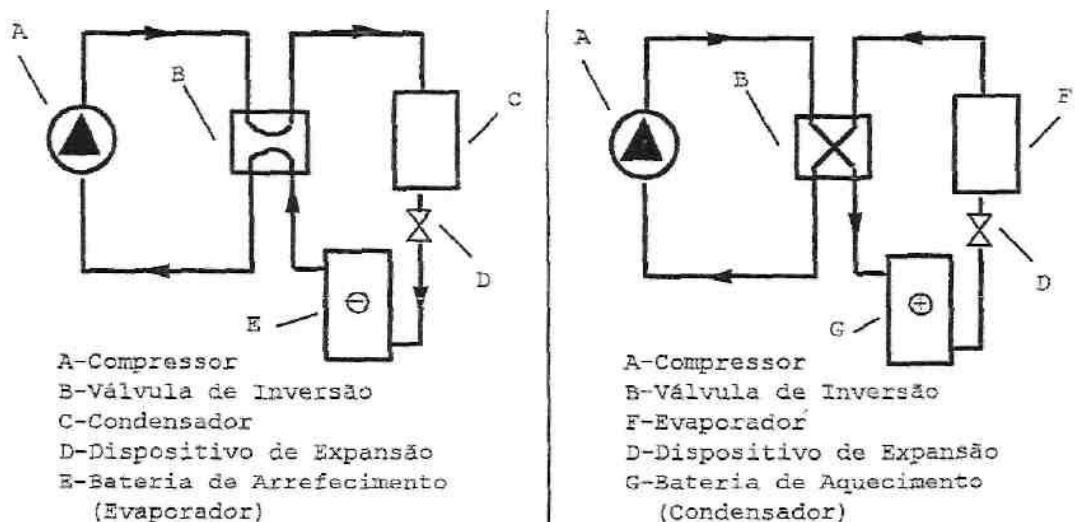 A
B
C
D
E
A-Compressor
B-Válvula de Inversão
C-Condensador
D-Dispositivo de Expansão
E-Bateria de Arrefecimento
(Evaporador)
A
B
F
D
G
A-Compressor
B-Válvula de Inversão
F-Evaporador
D-Dispositivo de Expansão
G-Bateria de Aquecimento
(Condensador)